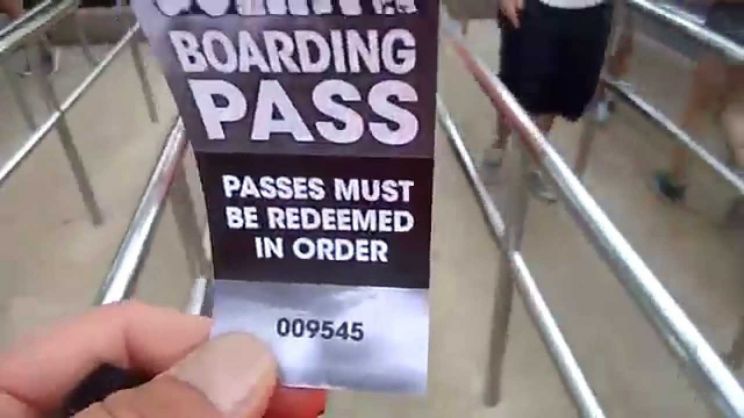 BOARDING
PASS
PASSES MUST
BE REDEEMED
IN ORDER
009545